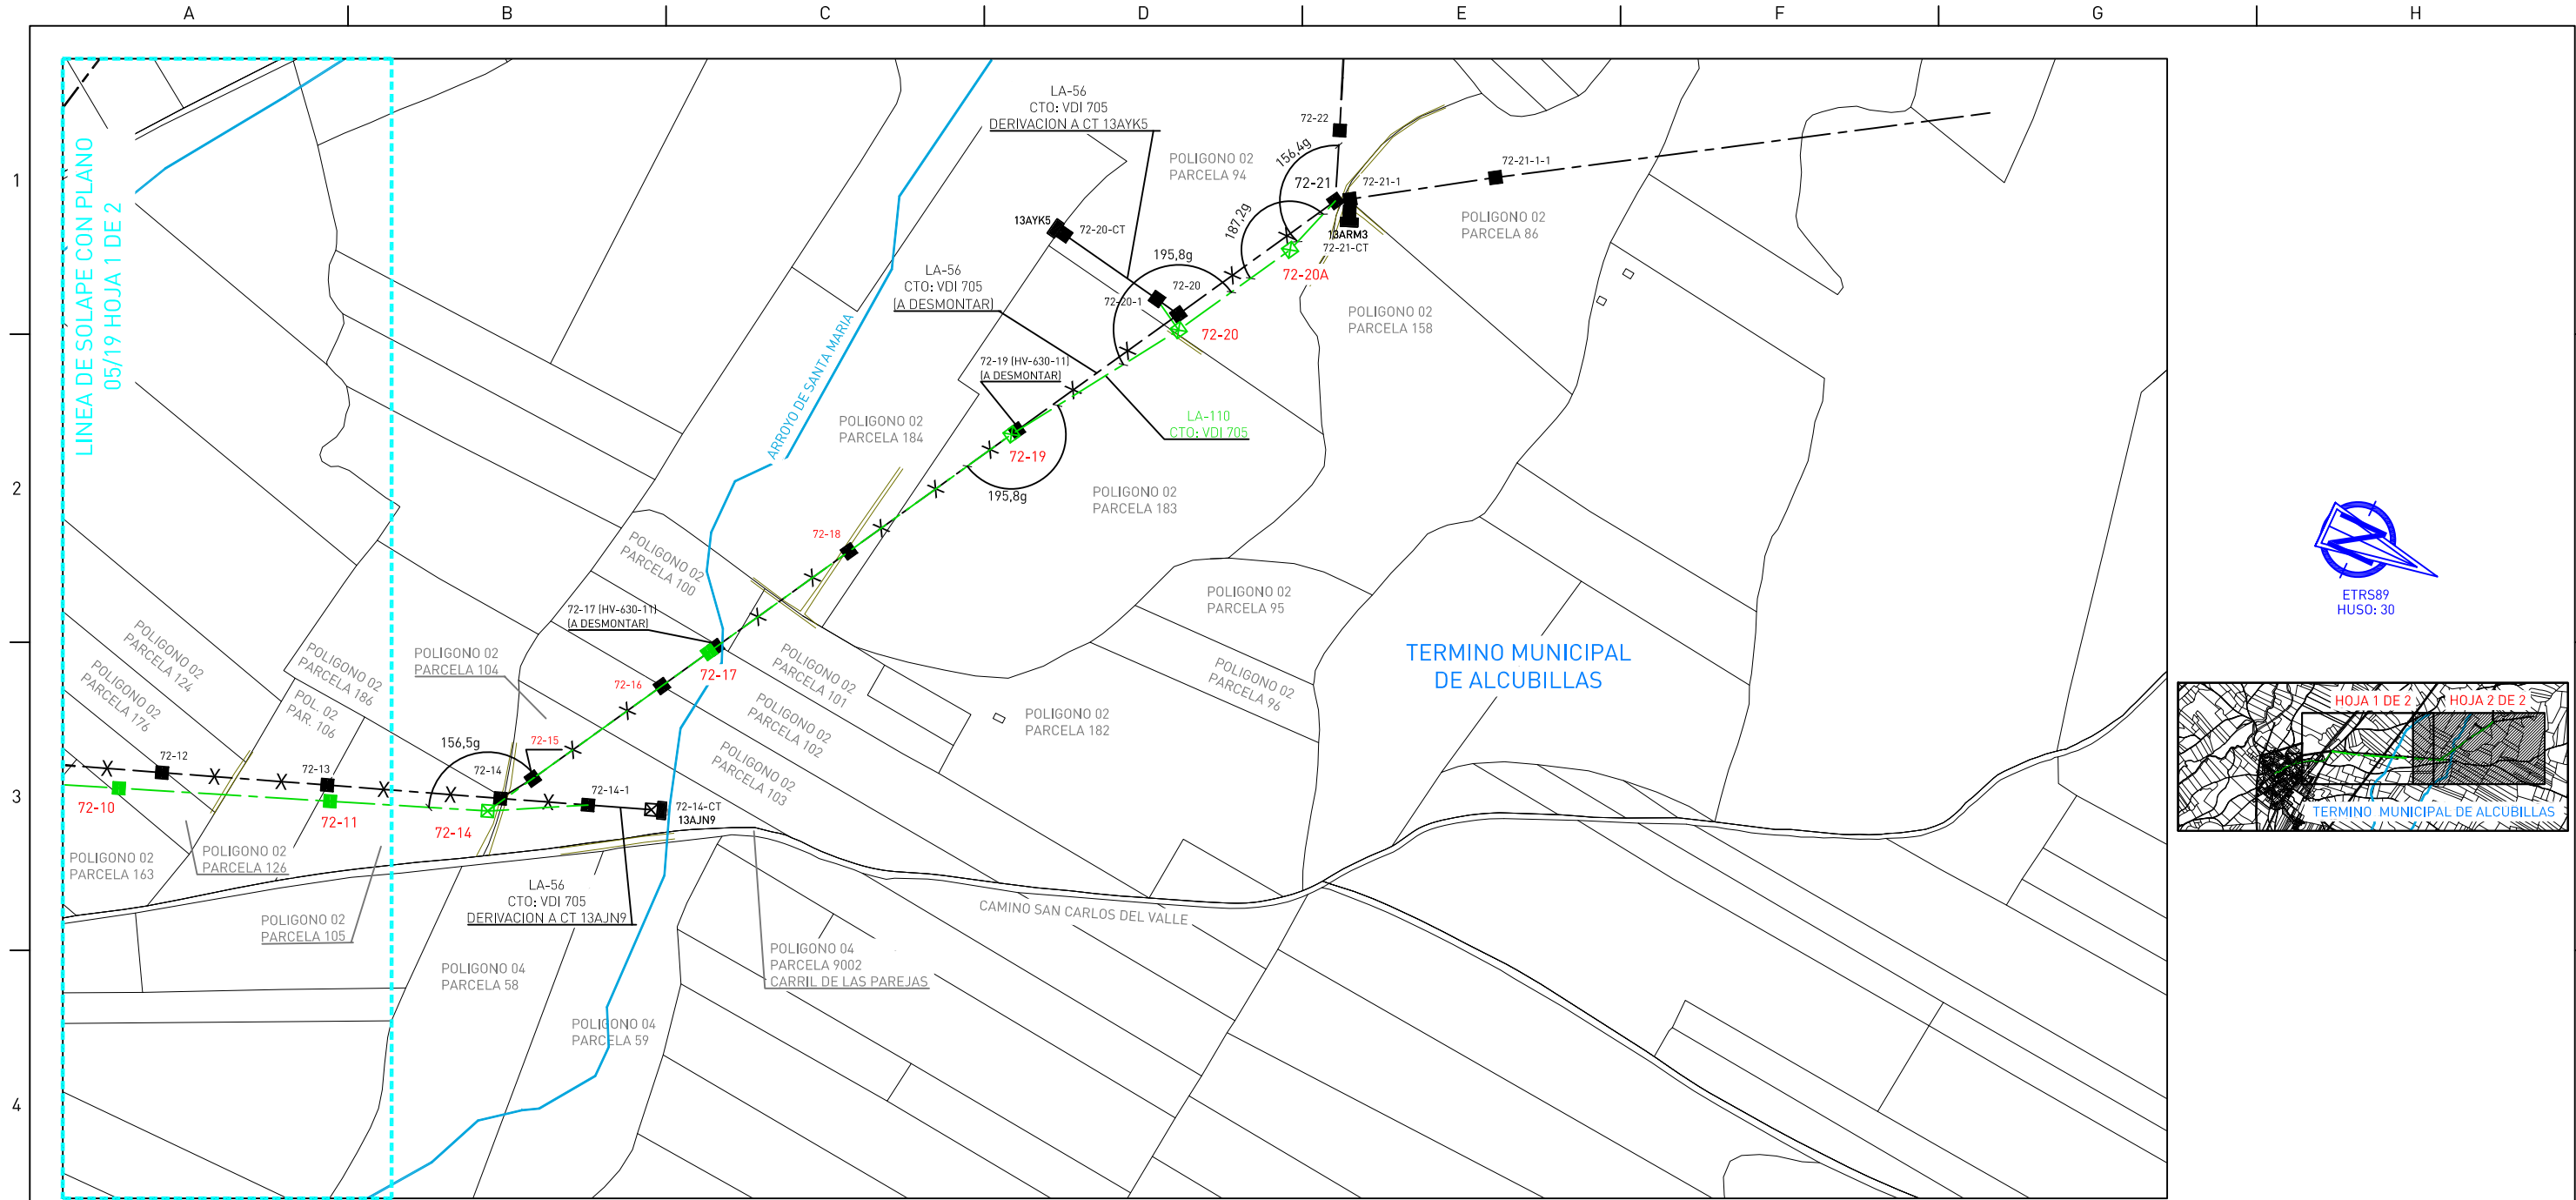 A
B
C
D
E
F
G
H
1
2
3
4
LINEA DE SOLAPE CON PLANO
05/19 HOJA 1 DE 2
LA-56
CTO: VDI 705
DERIVACION A CT 13AYK5
POLIGONO 02
PARCELA 94
72-22
156,4g
72-21
72-21-1
72-21-1-1
POLIGONO 02
PARCELA 86
13AYK5
72-20-CT
187,2g
13ARM3
72-21-CT
72-20A
195,8g
LA-56
CTO: VDI 705
(A DESMONTAR)
72-20-1
72-20
72-20
POLIGONO 02
PARCELA 158
ARROYO DE SANTA MARIA
72-19 (HV-630-11)
(A DESMONTAR)
LA-110
CTO: VDI 705
POLIGONO 02
PARCELA 184
72-19
195,8g
POLIGONO 02
PARCELA 183
72-18
POLIGONO 02
PARCELA 100
POLIGONO 02
PARCELA 95
ETRS89
HUSO: 30
72-17 (HV-630-11)
(A DESMONTAR)
POLIGONO 02
PARCELA 124
POLIGONO 02
PARCELA 186
POLIGONO 02
PARCELA 104
72-16
72-17
POLIGONO 02
PARCELA 101
POLIGONO 02
PARCELA 96
TERMINO MUNICIPAL
DE ALCUBILLAS
POLIGONO 02
PARCELA 176
POL. 02
PAR. 106
POLIGONO 02
PARCELA 102
POLIGONO 02
PARCELA 182
HOJA 1 DE 2
HOJA 2 DE 2
TERMINO MUNICIPAL DE ALCUBILLAS
156,5g
72-15
72-12
72-13
72-14
POLIGONO 02
PARCELA 103
72-14-1
72-14-CT
13AJN9
72-10
72-11
72-14
POLIGONO 02
PARCELA 163
POLIGONO 02
PARCELA 126
LA-56
CTO: VDI 705
DERIVACION A CT 13AJN9
CAMINO SAN CARLOS DEL VALLE
POLIGONO 02
PARCELA 105
POLIGONO 04
PARCELA 9002
CARRIL DE LAS PAREJAS
POLIGONO 04
PARCELA 58
POLIGONO 04
PARCELA 59